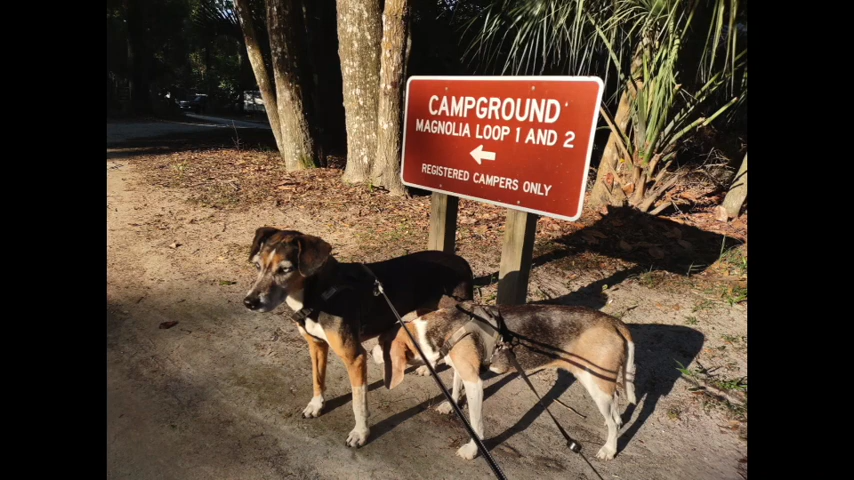 CAMPGROUND
MAGNOLIA LOOP 1 AND 2
REGISTERED CAMPERS ONLY